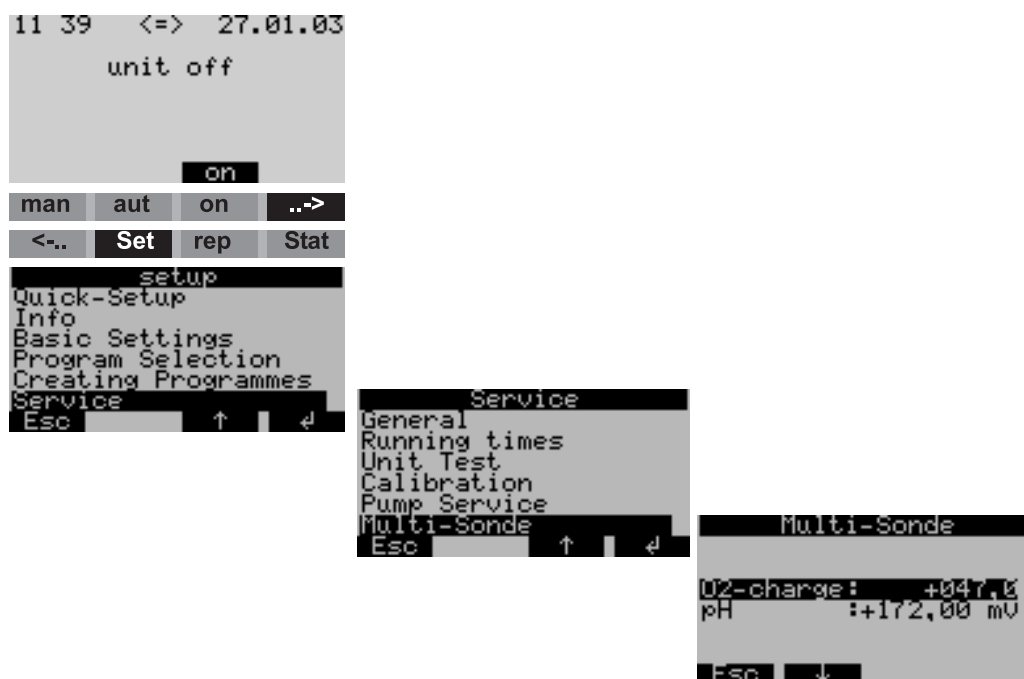 11 39 <=> 27.01.03
unit off
on
man aut on ..->
<-.. Set rep Stat
setup
Quick-Setup
Info
Basic Settings
Program Selection
Creating Programmes
Service
Esc ↑ ↲
Service
General
Running times
Unit Test
Calibration
Pump Service
Multi-Sonde
Esc ↑ ↲
Multi-Sonde
O2-charge: +047,0
pH :+172,00 mV
Esc ↓